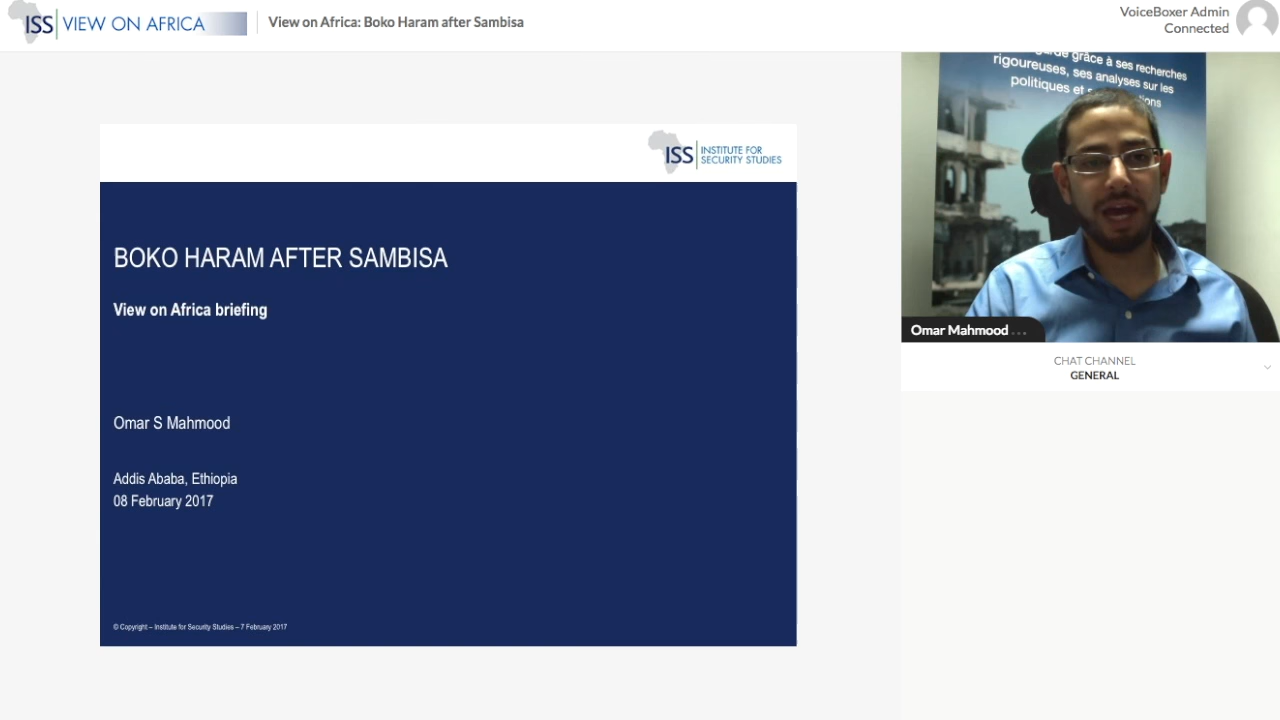 ISS VIEW ON AFRICA
View on Africa: Boko Haram after Sambisa
VoiceBoxer Admin
Connected
ISS INSTITUTE FOR
SECURITY STUDIES
BOKO HARAM AFTER SAMBISA
View on Africa briefing
Omar S Mahmood
Addis Ababa, Ethiopia
08 February 2017
© Copyright – Institute for Security Studies – 7 February 2017
grâce à ses recherches
rigoureuses, ses analyses sur les
politiques et
Omar Mahmood ...
CHAT CHANNEL
GENERAL